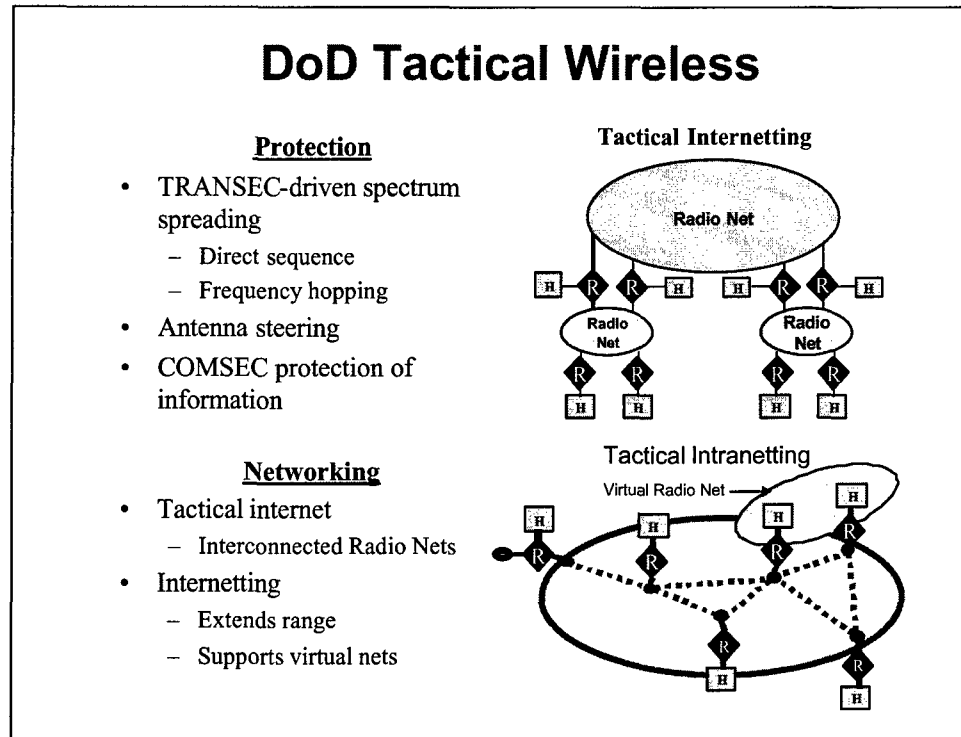 DoD Tactical Wireless
Protection
• TRANSEC-driven spectrum
spreading
– Direct sequence
– Frequency hopping
• Antenna steering
• COMSEC protection of
information
Networking
• Tactical internet
– Interconnected Radio Nets
• Internetting
– Extends range
– Supports virtual nets
Tactical Internetting
Radio Net
H R R H H R R H
Radio
Net
Radio
Net
R R R R
H H H H
Tactical Intranetting
Virtual Radio Net
H H H H
R R R R
R R
H H